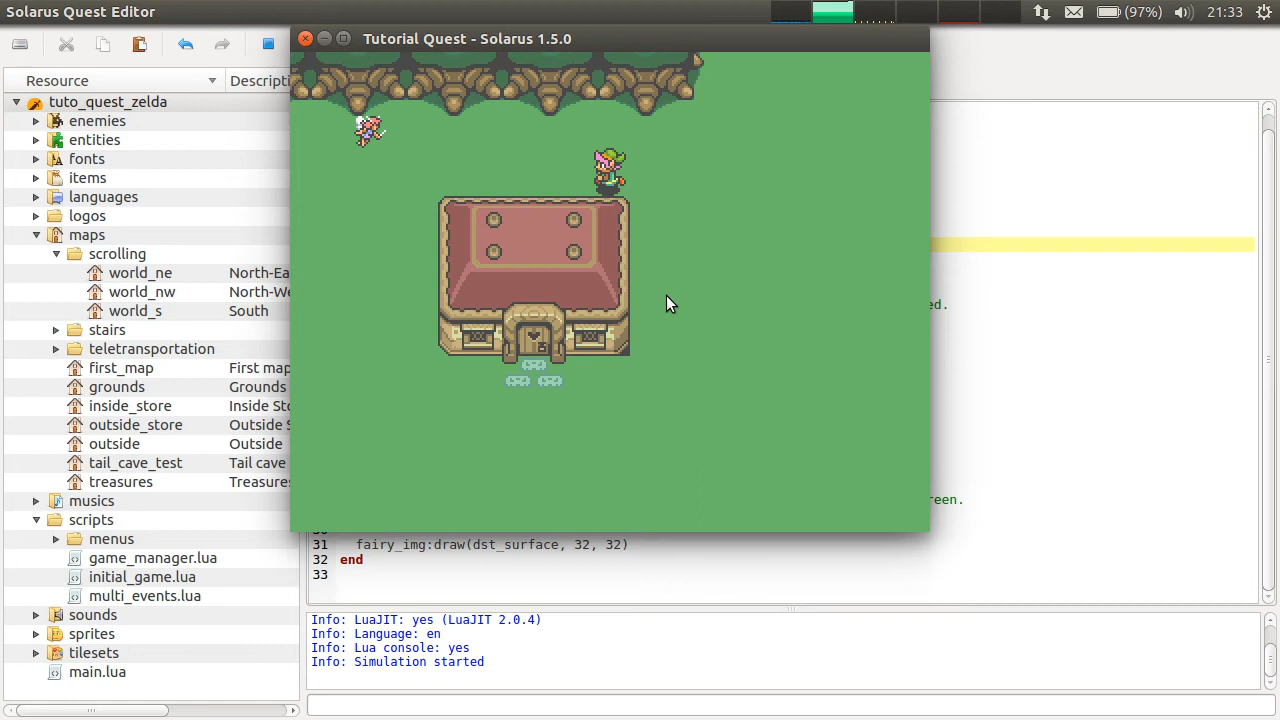 Solarus Quest Editor
(97%)
21:33
Tutorial Quest - Solarus 1.5.0
Resource
Descripti
tuto_quest_zelda
enemies
entities
fonts
items
languages
logos
maps
scrolling
world_ne North-Ea
world_nw North-We
world_s South
stairs
teletransportation
first_map First map
grounds Grounds
inside_store Inside Sto
outside_store Outside S
outside Outside
tail_cave_test Tail cave
treasures Treasures
musics
scripts
menus
game_manager.lua
initial_game.lua
multi_events.lua
sounds
sprites
tilesets
main.lua
ed.
reen.
31 fairy_img:draw(dst_surface, 32, 32)
32 end
33
Info: LuaJIT: yes (LuaJIT 2.0.4)
Info: Language: en
Info: Lua console: yes
Info: Simulation started